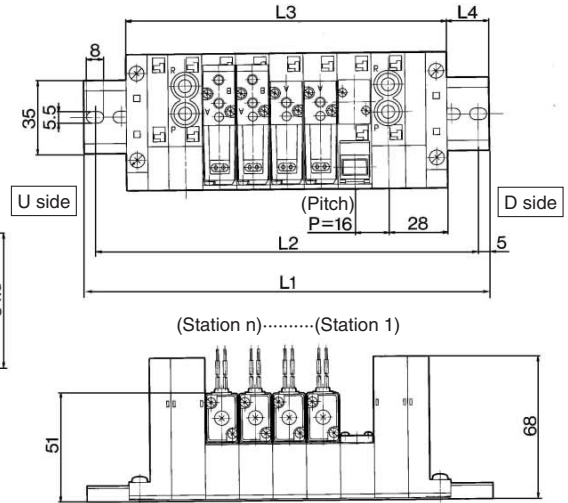 L3
L4
8
R
R
35
5.5
B
B
A
A
A
A
P
P
U side
(Pitch)
P=16
28
D side
L2
5
L1
(Station n)··········(Station 1)
51
68